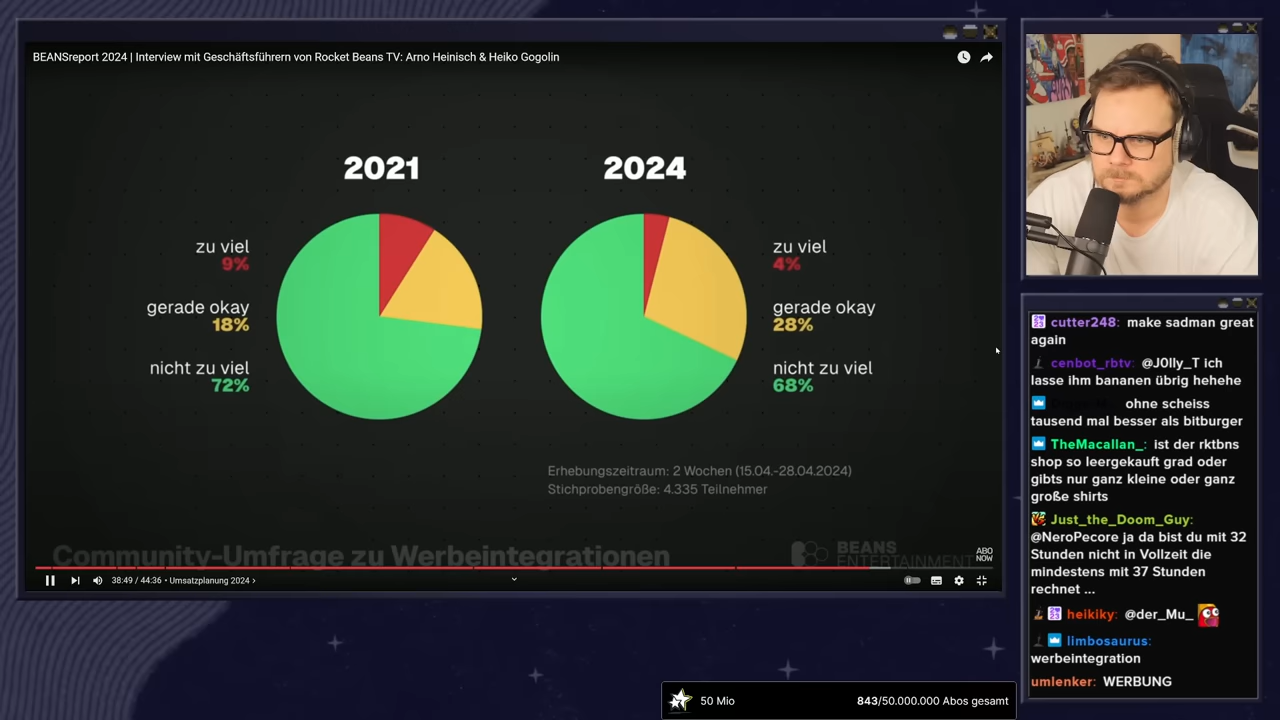 BEANSreport 2024 | Interview mit Geschäftsführern von Rocket Beans TV: Arno Heinisch & Heiko Gogolin
2021
2024
zu viel
9%
gerade okay
18%
nicht zu viel
72%
zu viel
4%
gerade okay
28%
nicht zu viel
68%
Erhebungszeitraum: 2 Wochen (15.04.-28.04.2024)
Stichprobengröße: 4.335 Teilnehmer
Community-Umfrage zu Werbeintegrationen
BEANS
ENTERTAINMENT
ABO
NOW
38:49 / 44:36 • Umsatzplanung 2024 ›
cutter248: make sadman great
again
cenbot_rbtv: @J0lly_T ich
lasse ihm bananen übrig hehehe
ohne scheiss
tausend mal besser als bitburger
TheMacallan_: ist der rktbns
shop so leergekauft grad oder
gibts nur ganz kleine oder ganz
große shirts
Just_the_Doom_Guy:
@NeroPecore ja da bist du mit 32
Stunden nicht in Vollzeit die
mindestens mit 37 Stunden
rechnet ...
heikiky: @der_Mu_
limbosaurus:
werbeintegration
umlenker: WERBUNG
50 Mio
843/50.000.000 Abos gesamt